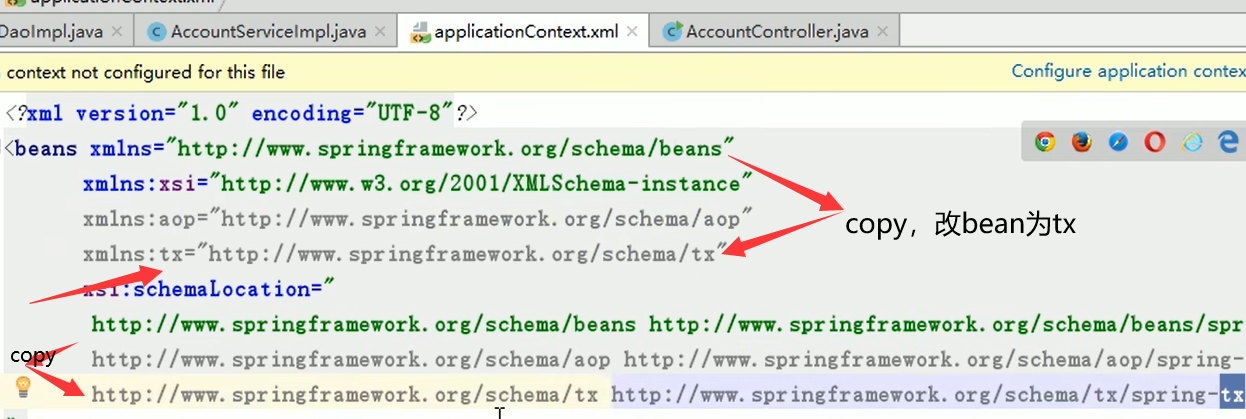 applicationContext.xml
DaoImpl.java × AccountServiceImpl.java × applicationContext.xml × AccountController.java ×
context not configured for this file Configure application contex
<?xml version="1.0" encoding="UTF-8"?>
<beans xmlns="http://www.springframework.org/schema/beans"
xmlns:xsi="http://www.w3.org/2001/XMLSchema-instance"
xmlns:aop="http://www.springframework.org/schema/aop"
copy，改bean为tx
xmlns:tx="http://www.springframework.org/schema/tx"
xsi:schemaLocation="
http://www.springframework.org/schema/beans http://www.springframework.org/schema/beans/spr
copy
http://www.springframework.org/schema/aop http://www.springframework.org/schema/aop/spring-
http://www.springframework.org/schema/tx http://www.springframework.org/schema/tx/spring-tx